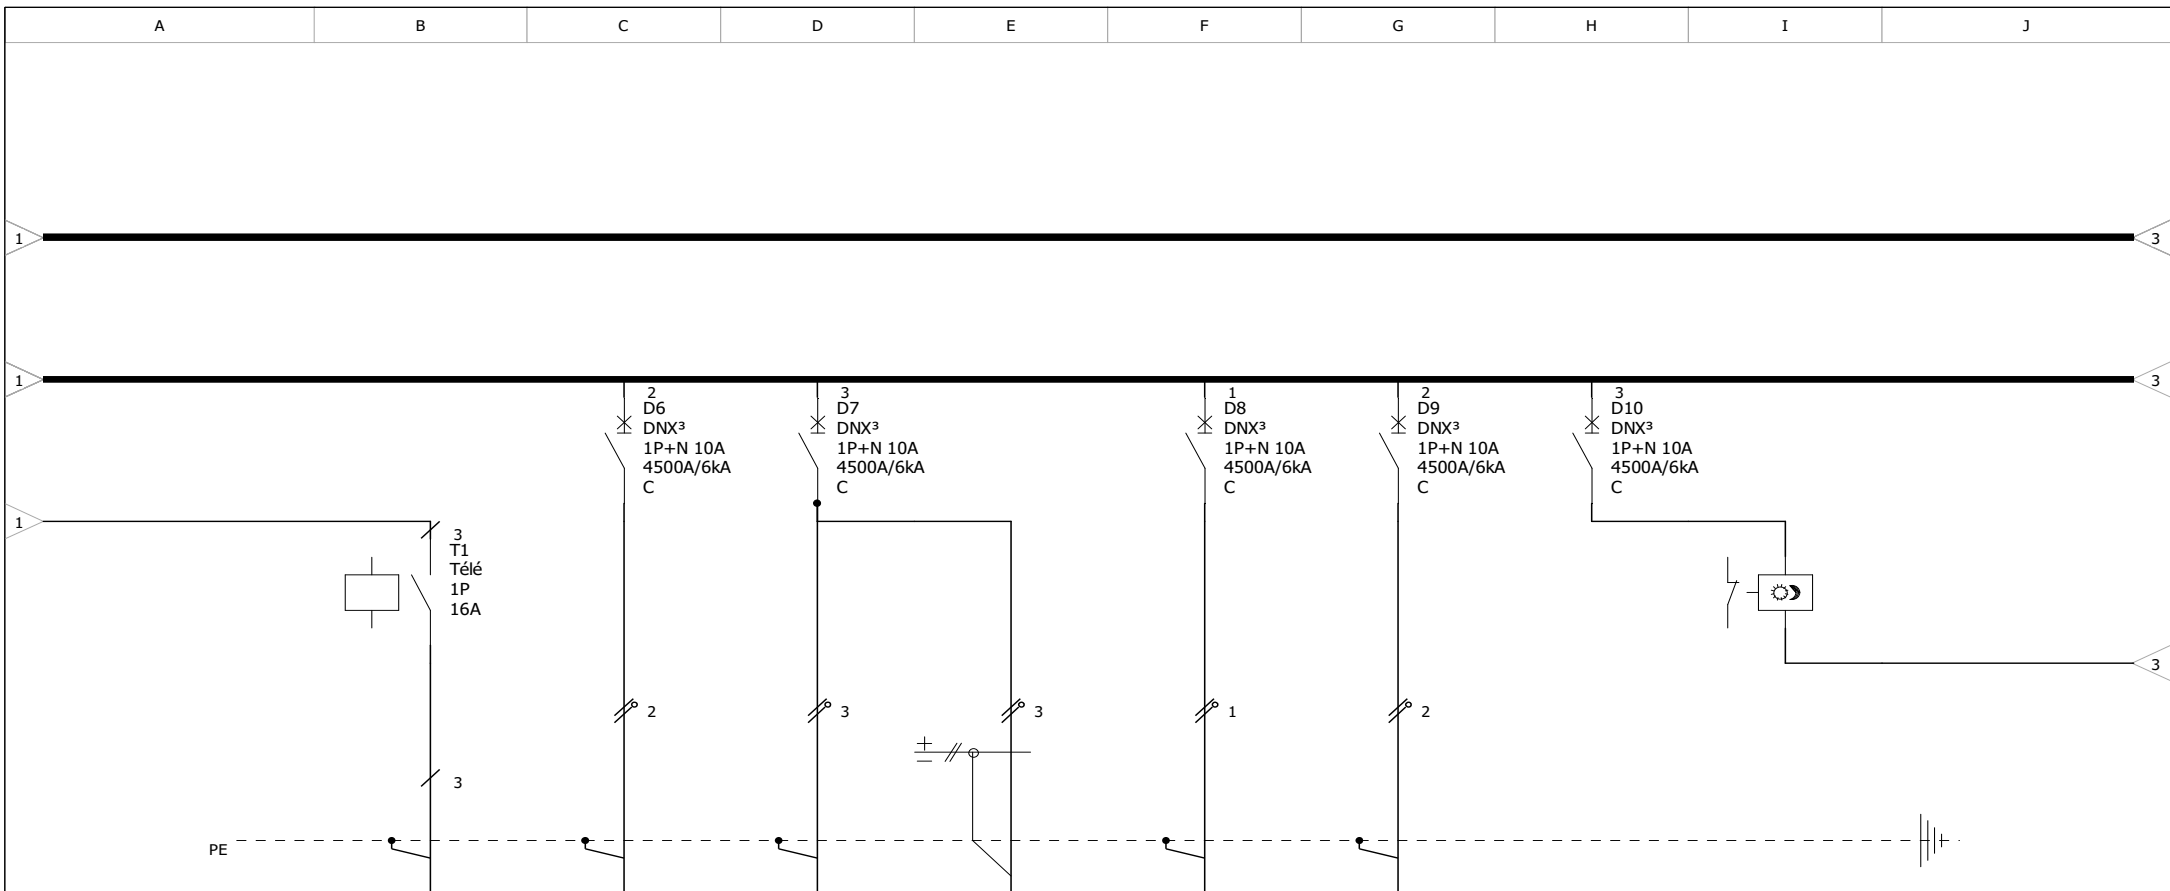 A B C D E F G H I J
1 3
1 3
2 3 1 2 3
D6 D7 D8 D9 D10
DNX³ DNX³ DNX³ DNX³ DNX³
1P+N 10A 1P+N 10A 1P+N 10A 1P+N 10A 1P+N 10A
4500A/6kA 4500A/6kA 4500A/6kA 4500A/6kA 4500A/6kA
C C C C C
1
3
T1
Télé
1P
16A
3
2 3 3 1 2
+
−
3
PE